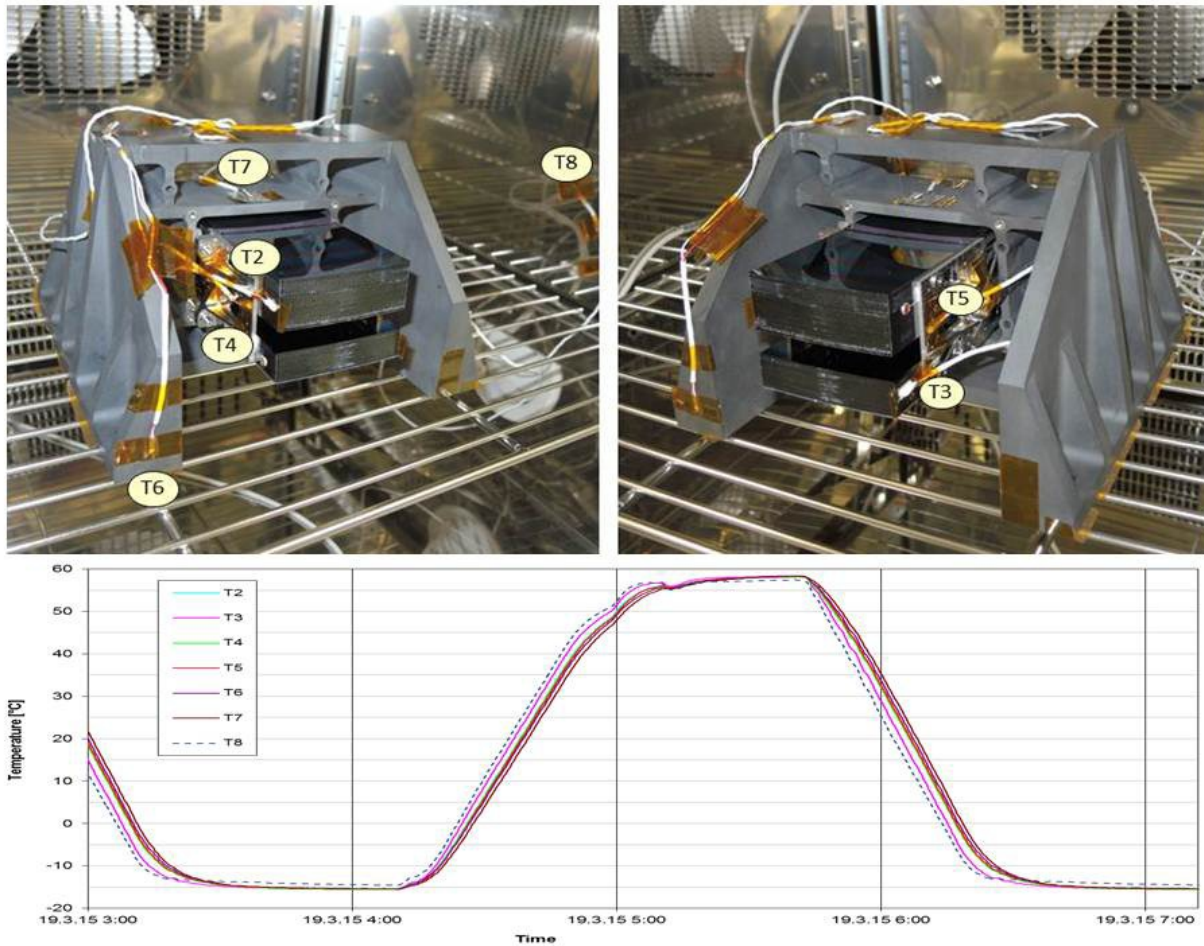 T7
T8
T2
T4
T6
T5
T3
60
50
40
30
20
10
0
-10
-20
Temperature [°C]
T2
T3
T4
T5
T6
T7
T8
19.3.15 3:00
19.3.15 4:00
19.3.15 5:00
19.3.15 6:00
19.3.15 7:00
Time